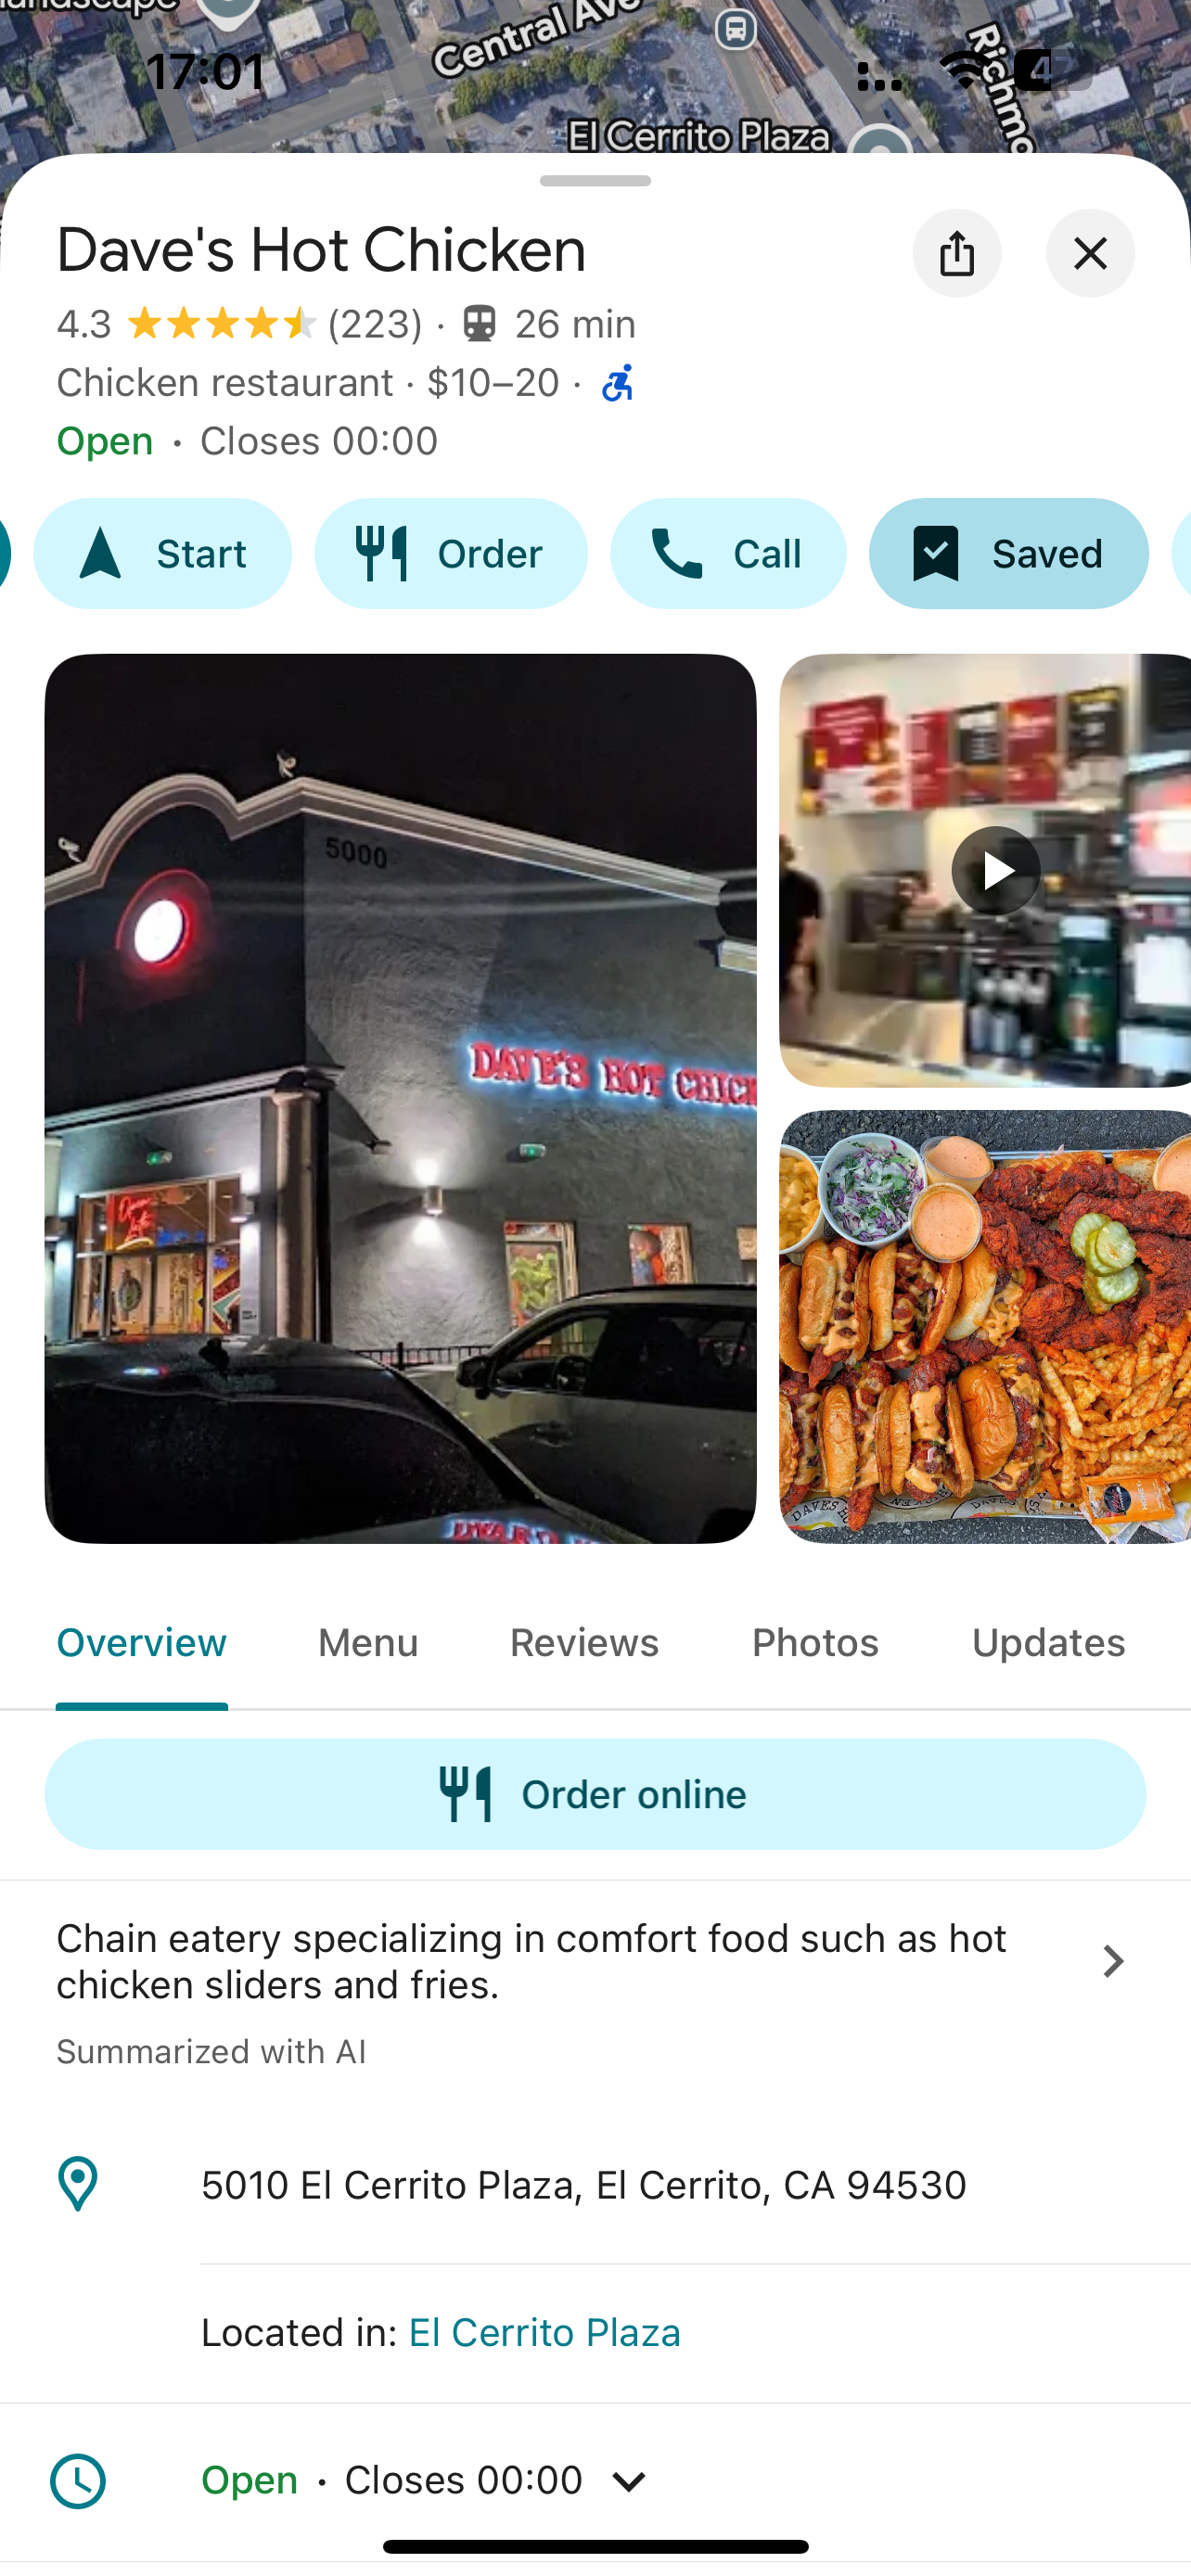 Central Ave
17:01
47
El Cerrito Plaza
Dave's Hot Chicken
4.3 (223) · 26 min
Chicken restaurant · $10–20 ·
Open · Closes 00:00
Start
Order
Call
Saved
5000
DAVE'S HOT CHICK
Open
Overview
Menu
Reviews
Photos
Updates
Order online
Chain eatery specializing in comfort food such as hot
chicken sliders and fries.
Summarized with AI
5010 El Cerrito Plaza, El Cerrito, CA 94530
Located in: El Cerrito Plaza
Open · Closes 00:00